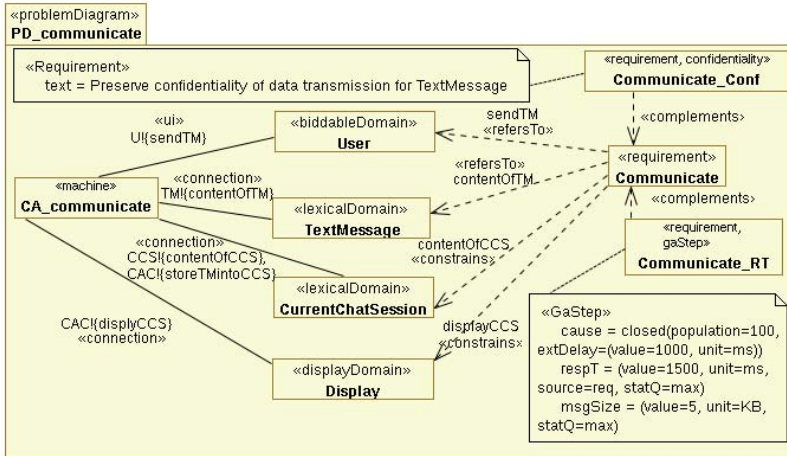 «problemDiagram»
PD_communicate
«Requirement»
text = Preserve confidentiality of data transmission for TextMessage
«requirement, confidentiality»
Communicate_Conf
«complements»
«ui»
U!{sendTM}
«biddableDomain»
User
sendTM
«refersTo»
«requirement»
Communicate
«machine»
CA_communicate
«connection»
TM!{contentOfTM}
«lexicalDomain»
TextMessage
«refersTo»
contentOfTM
«complements»
«requirement,
gaStep»
Communicate_RT
«connection»
CCS!{contentOfCCS},
CAC!{storeTMintoCCS}
«lexicalDomain»
CurrentChatSession
contentOfCCS
«constrains»
CAC!{displyCCS}
«connection»
«displayDomain»
Display
displayCCS
«constrains»
«GaStep»
cause = closed(population=100,
extDelay=(value=1000, unit=ms))
respT = (value=1500, unit=ms,
source=req, statQ=max)
msgSize = (value=5, unit=KB,
statQ=max)